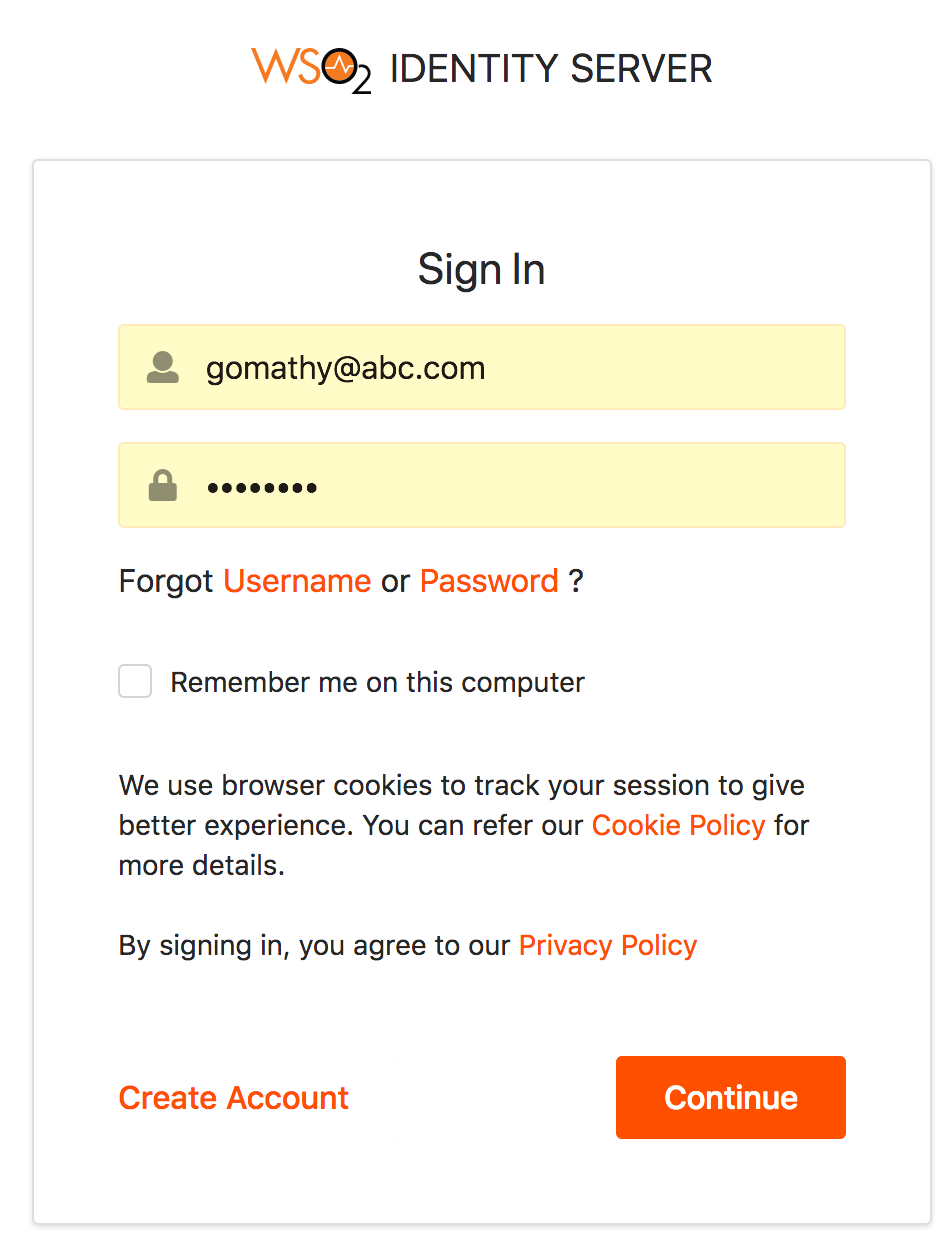 WSO2 IDENTITY SERVER
Sign In
gomathy@abc.com
••••••••
Forgot Username or Password ?
Remember me on this computer
We use browser cookies to track your session to give
better experience. You can refer our Cookie Policy for
more details.
By signing in, you agree to our Privacy Policy
Create Account
Continue